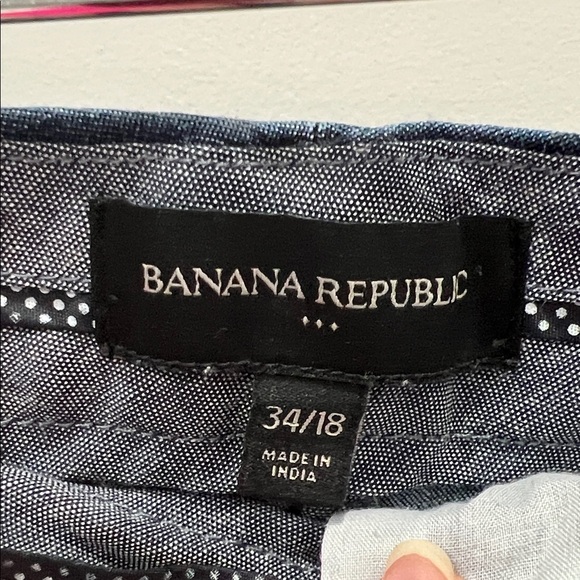 BANANA REPUBLIC
34/18
MADE IN
INDIA